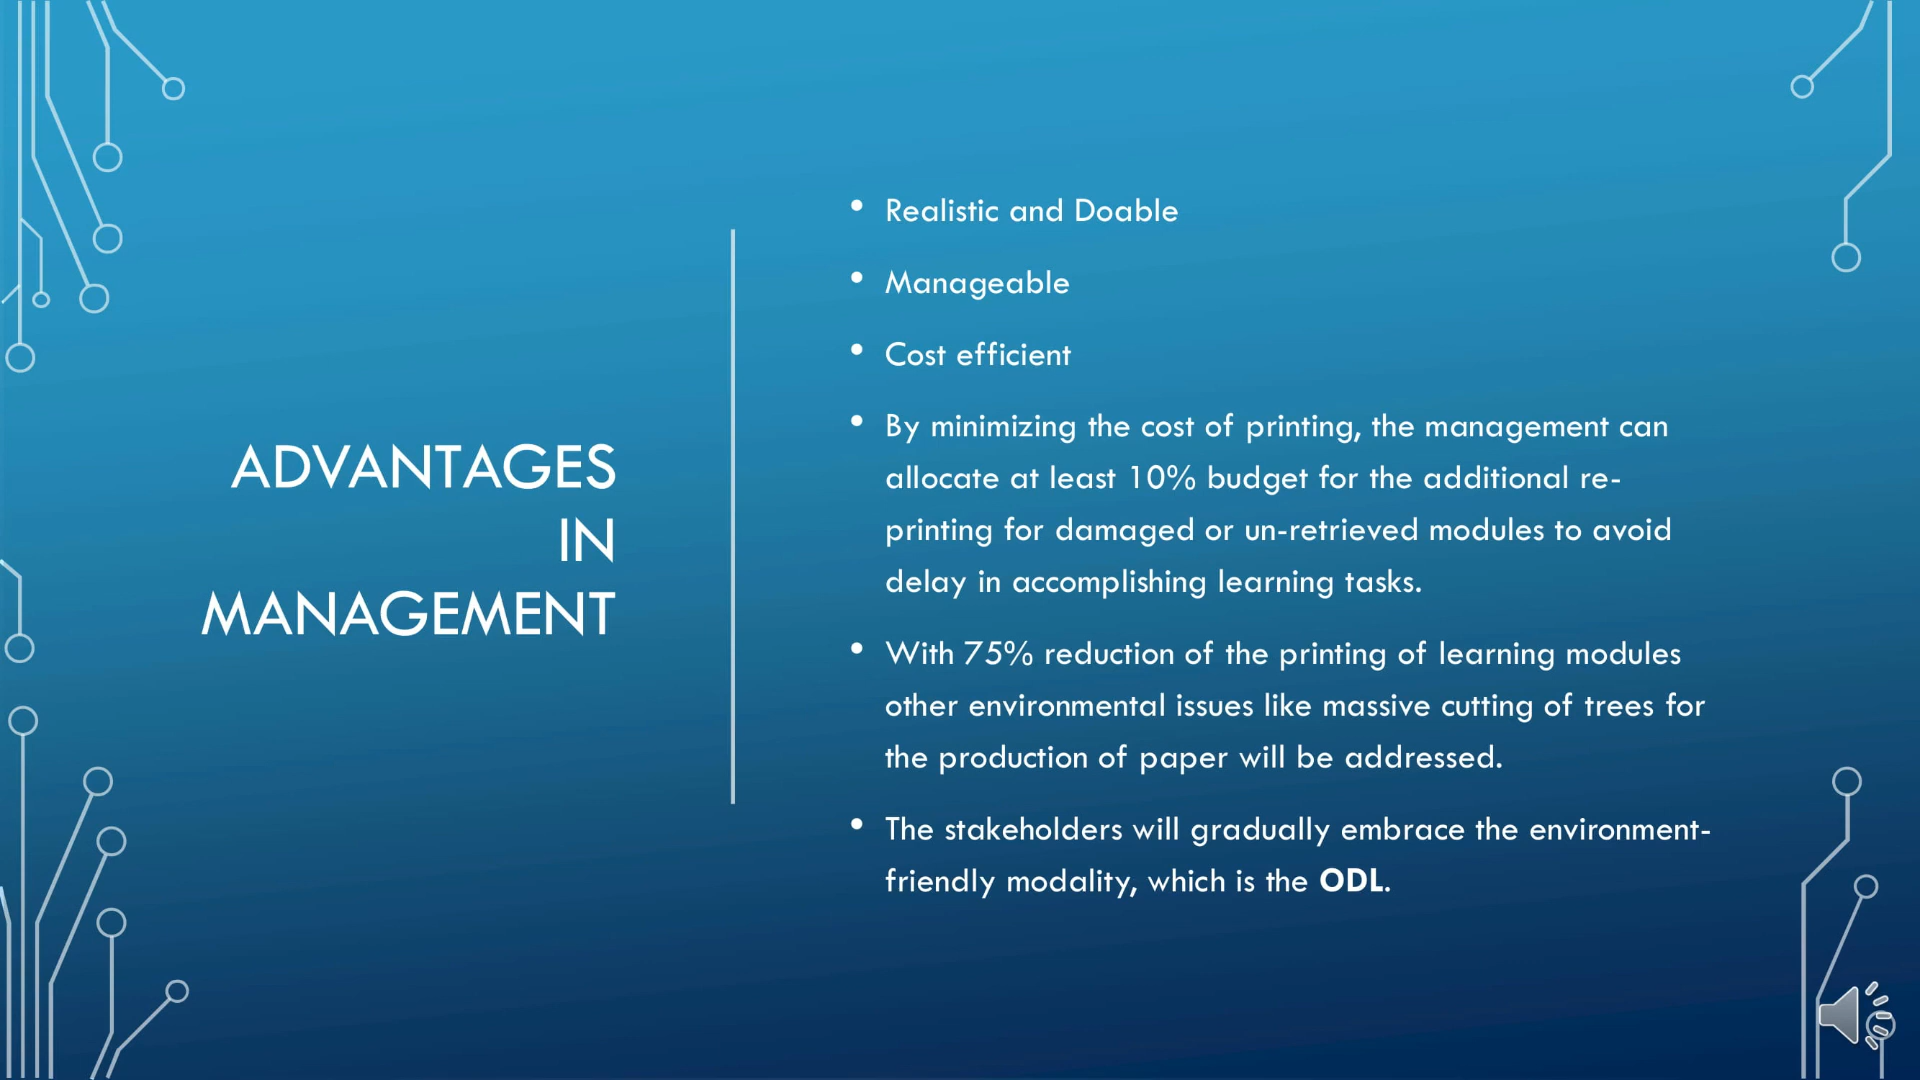 ADVANTAGES
IN
MANAGEMENT
• Realistic and Doable
• Manageable
• Cost efficient
• By minimizing the cost of printing, the management can
allocate at least 10% budget for the additional re-
printing for damaged or un-retrieved modules to avoid
delay in accomplishing learning tasks.
• With 75% reduction of the printing of learning modules
other environmental issues like massive cutting of trees for
the production of paper will be addressed.
• The stakeholders will gradually embrace the environment-
friendly modality, which is the ODL.